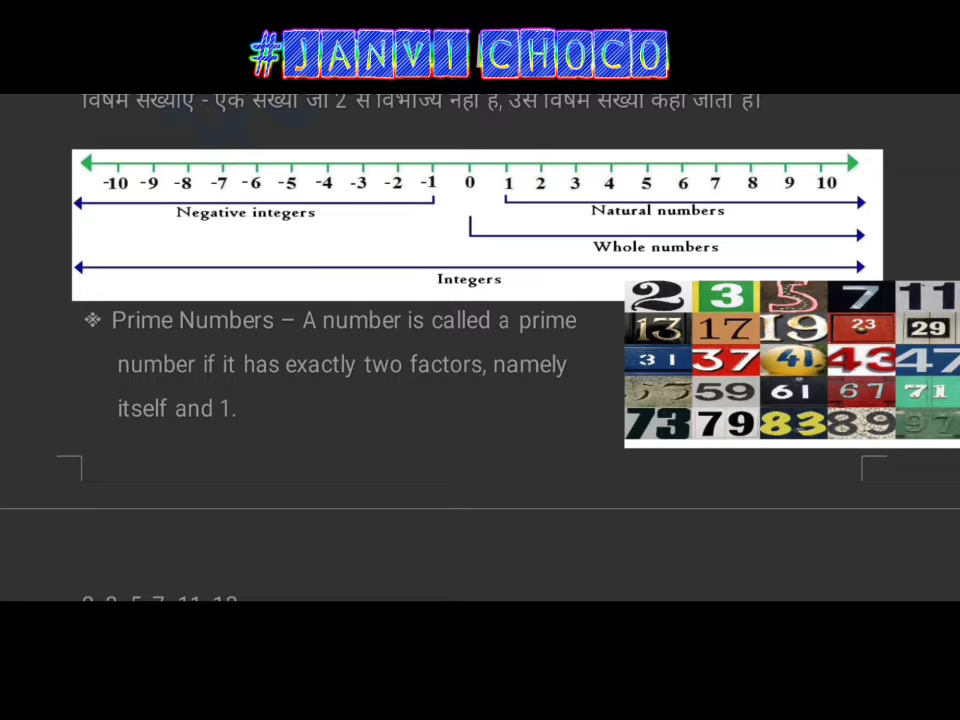 #JANVI CHOCO
विषम संख्याएं - एक संख्या जो 2 से विभाज्य नहीं है, उसे विषम संख्या कहा जाता है।
-10 -9 -8 -7 -6 -5 -4 -3 -2 -1 0 1 2 3 4 5 6 7 8 9 10
Negative integers
Natural numbers
Whole numbers
Integers
❖ Prime Numbers – A number is called a prime
number if it has exactly two factors, namely
itself and 1.
2 3 5 7 11
13 17 19 23 29
31 37 41 43 47
53 59 61 67 71
73 79 83 89 97